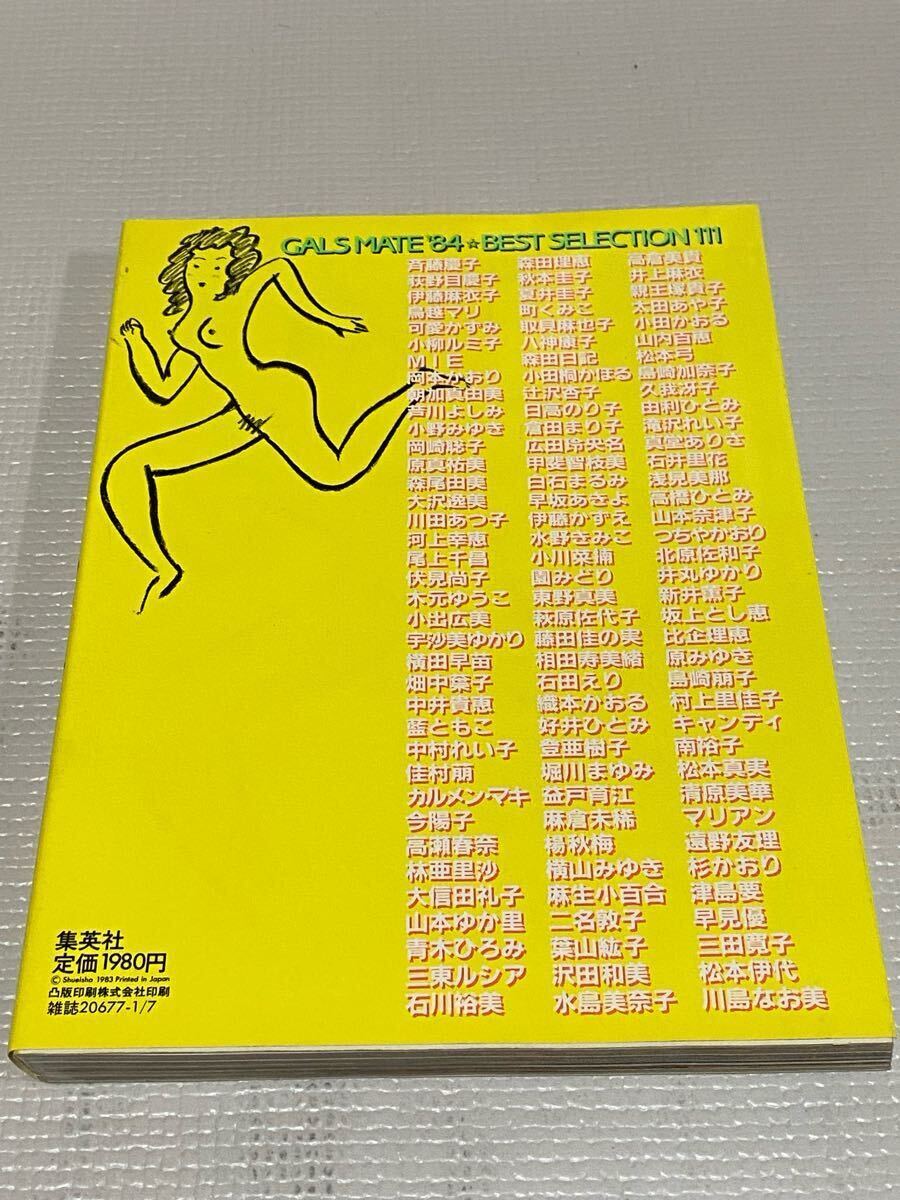 GALS MATE '84☆BEST SELECTION 111
斉藤慶子 森田理恵 高倉美貴
荻野目慶子 秋本圭子 井上麻衣
伊藤麻衣子 夏井圭子 親王塚貴子
鳥越マリ 町くみこ 太田あや子
可愛かずみ 取貝麻也子 小田かおる
小柳ルミ子 八神康子 山内百恵
MIE 森田日記 松本弓
岡本かおり 小田桐かほる 島崎加奈子
朝加真由美 辻沢杏子 久我冴子
芦川よしみ 日高のり子 田利ひとみ
小野みゆき 倉田まり子 滝沢れい子
岡崎聡子 広田玲央名 真堂ありさ
原真祐美 甲斐智枝美 石井里花
森尾由美 白石まるみ 浅見美那
大沢逸美 早坂あきよ 高橋ひとみ
川田あつ子 伊藤かずえ 山本奈津子
河上幸恵 水野きみこ つちやかおり
尾上千昌 小川菜摘 北原佐和子
伏見尚子 園みどり 井丸ゆかり
木元ゆうこ 東野真美 新井薫子
小出広美 萩原佐代子 坂上とし恵
宇沙美ゆかり 藤田佳の実 比企理恵
横田早苗 相田寿美緒 原みゆき
畑中葉子 石田えり 島崎崩子
中井貴恵 織本かおる 村上里佳子
藍ともこ 好井ひとみ キャンティ
中村れい子 豊亜樹子 南裕子
佳村萠 堀川まゆみ 松本真実
カルメン・マキ 益戸育江 清原美華
今陽子 麻倉未稀 マリアン
高瀬春奈 楊秋梅 遠野友理
林亜里沙 横山みゆき 杉かおり
大信田礼子 麻生小百合 津島要
山本ゆか里 二名敦子 早見優
青木ひろみ 葉山紘子 三田寛子
三東ルシア 沢田和美 松本伊代
石川裕美 水島美奈子 川島なお美
集英社
定価1980円
© Shueisha 1983 Printed in Japan
凸版印刷株式会社印刷
雑誌20677-1/7